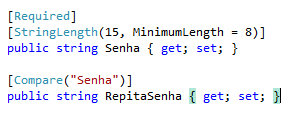 [Required]
[StringLength(15, MinimumLength = 8)]
public string Senha { get; set; }
[Compare("Senha")]
public string RepitaSenha { get; set; }